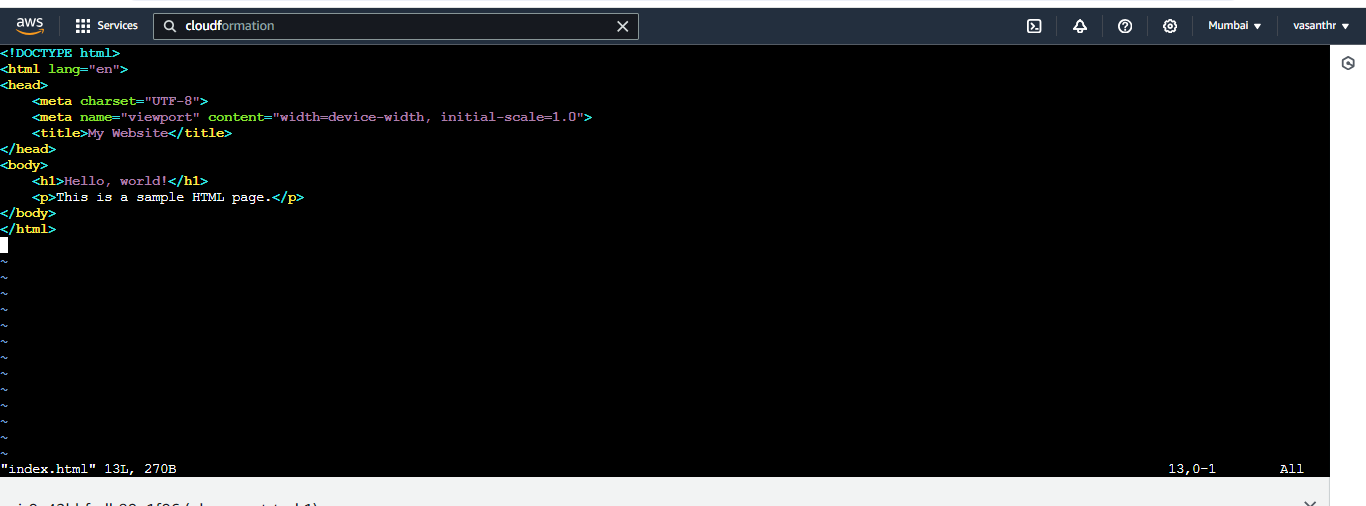 aws Services cloudformation Mumbai vasanthr
<!DOCTYPE html>
<html lang="en">
<head>
    <meta charset="UTF-8">
    <meta name="viewport" content="width=device-width, initial-scale=1.0">
    <title>My Website</title>
</head>
<body>
    <h1>Hello, world!</h1>
    <p>This is a sample HTML page.</p>
</body>
</html>
~
~
~
~
~
~
~
~
~
~
~
~
~
"index.html" 13L, 270B 13,0-1 All